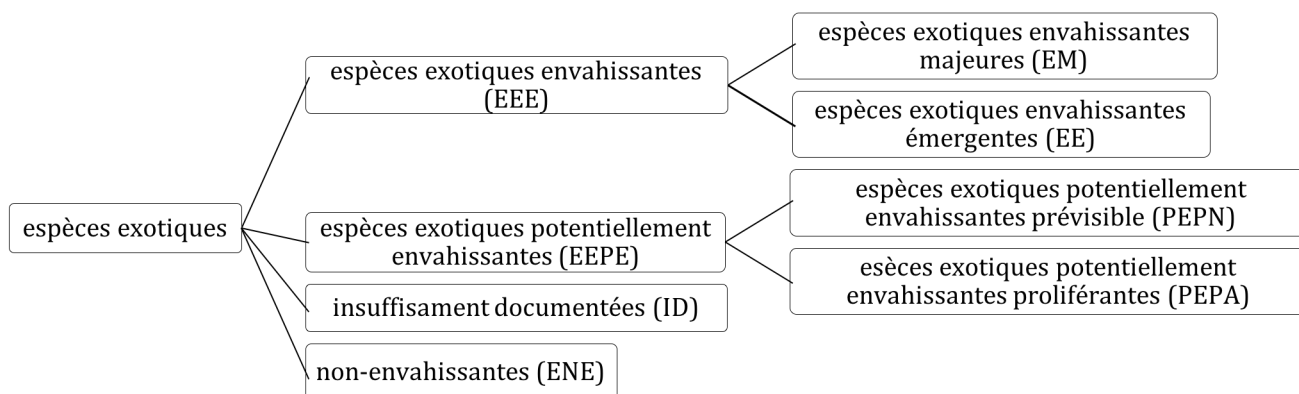 espèces exotiques
espèces exotiques envahissantes
(EEE)
espèces exotiques envahissantes
majeures (EM)
espèces exotiques envahissantes
émergentes (EE)
espèces exotiques potentiellement
envahissantes (EEPE)
espèces exotiques potentiellement
envahissantes prévisible (PEPN)
esèces exotiques potentiellement
envahissantes proliférantes (PEPA)
insuffisament documentées (ID)
non-envahissantes (ENE)